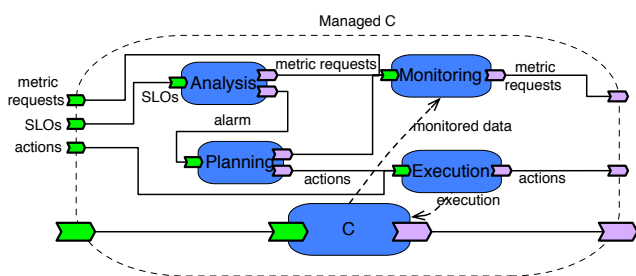 Managed C
metric
requests
SLOs
actions
SLOs
Analysis
metric requests
Monitoring
metric
requests
alarm
monitored data
Planning
actions
Execution
actions
execution
C